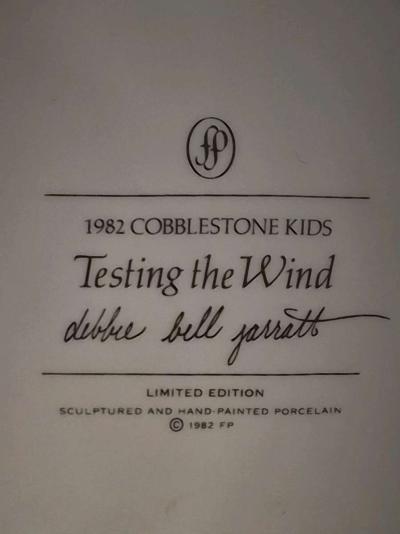 fp
1982 COBBLESTONE KIDS
Testing the Wind
debbie bell jarratt
LIMITED EDITION
SCULPTURED AND HAND-PAINTED PORCELAIN
© 1982 FP